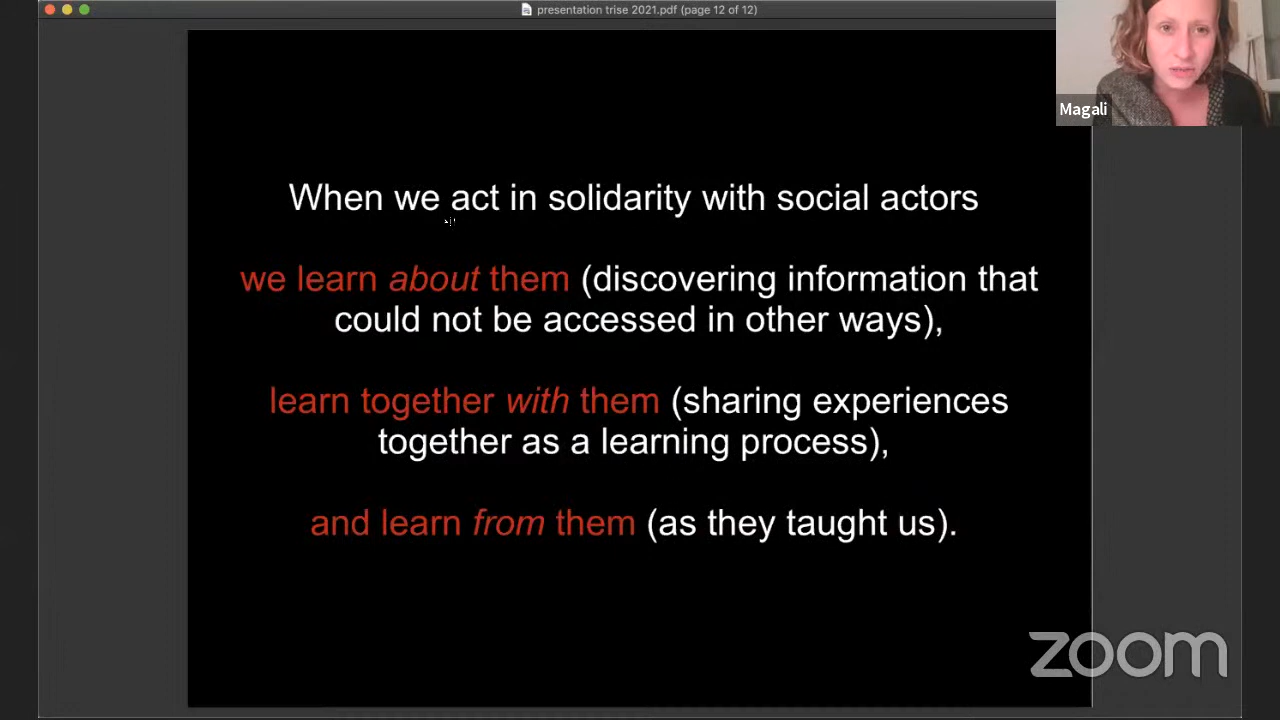 presentation trise 2021.pdf (page 12 of 12)
Magali
When we act in solidarity with social actors
we learn about them (discovering information that
could not be accessed in other ways),
learn together with them (sharing experiences
together as a learning process),
and learn from them (as they taught us).
zoom